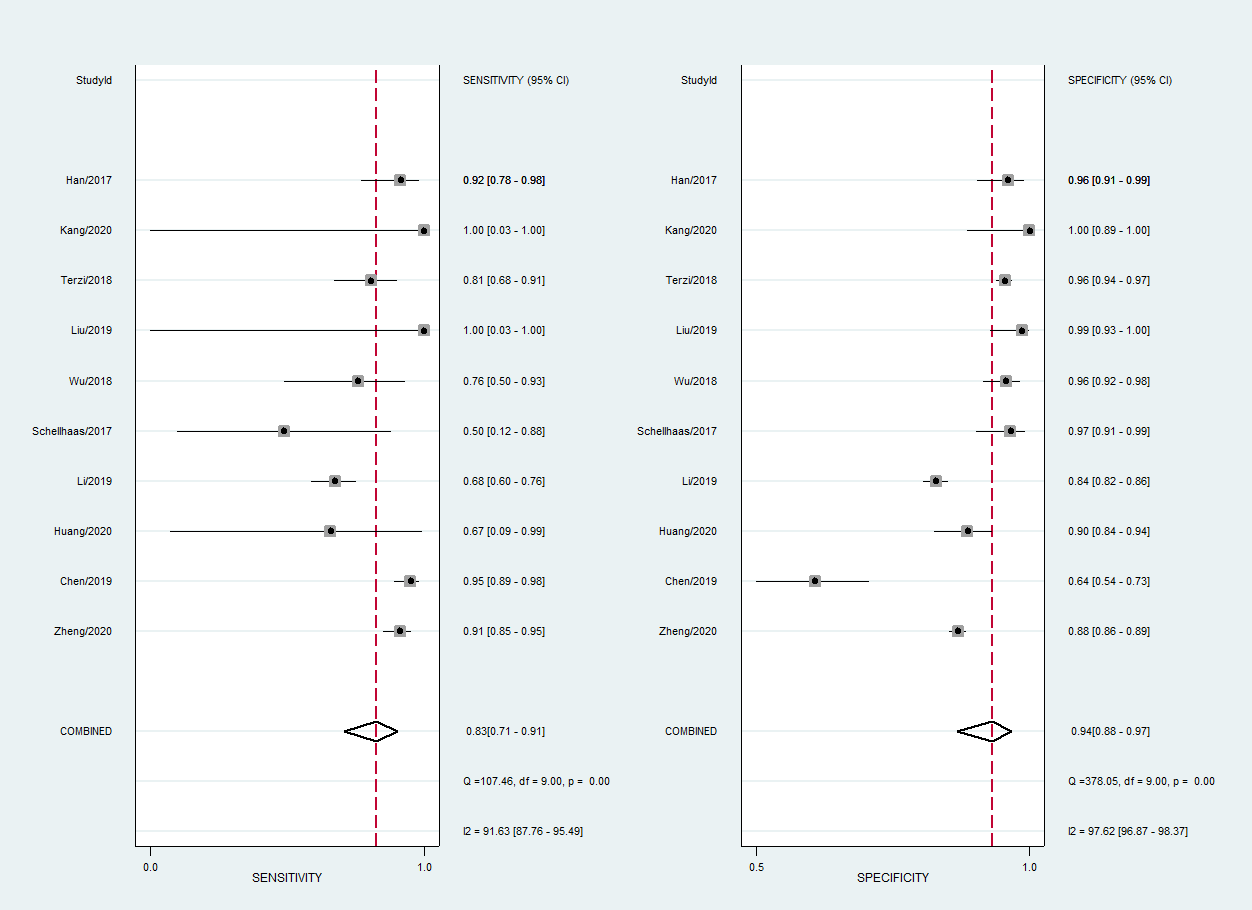 StudyId SENSITIVITY (95% CI)
Han/2017 0.92 [0.78 - 0.98]
Kang/2020 1.00 [0.03 - 1.00]
Terzi/2018 0.81 [0.68 - 0.91]
Liu/2019 1.00 [0.03 - 1.00]
Wu/2018 0.76 [0.50 - 0.93]
Schellhaas/2017 0.50 [0.12 - 0.88]
Li/2019 0.68 [0.60 - 0.76]
Huang/2020 0.67 [0.09 - 0.99]
Chen/2019 0.95 [0.89 - 0.98]
Zheng/2020 0.91 [0.85 - 0.95]
COMBINED 0.83[0.71 - 0.91]
Q =107.46, df = 9.00, p = 0.00
I2 = 91.63 [87.76 - 95.49]
0.0 1.0
SENSITIVITY
StudyId SPECIFICITY (95% CI)
Han/2017 0.96 [0.91 - 0.99]
Kang/2020 1.00 [0.89 - 1.00]
Terzi/2018 0.96 [0.94 - 0.97]
Liu/2019 0.99 [0.93 - 1.00]
Wu/2018 0.96 [0.92 - 0.98]
Schellhaas/2017 0.97 [0.91 - 0.99]
Li/2019 0.84 [0.82 - 0.86]
Huang/2020 0.90 [0.84 - 0.94]
Chen/2019 0.64 [0.54 - 0.73]
Zheng/2020 0.88 [0.86 - 0.89]
COMBINED 0.94[0.88 - 0.97]
Q =378.05, df = 9.00, p = 0.00
I2 = 97.62 [96.87 - 98.37]
0.5 1.0
SPECIFICITY